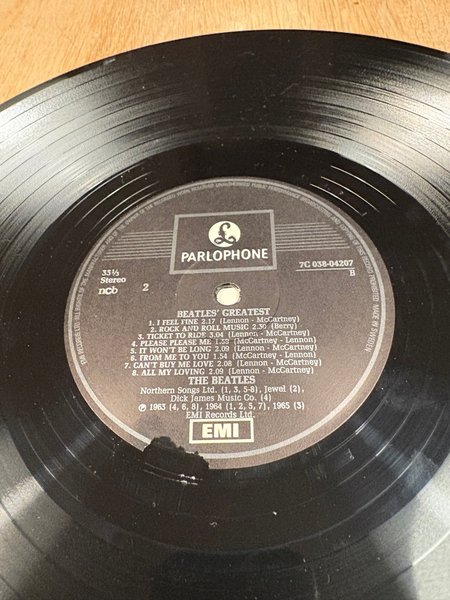 £
PARLOPHONE
33⅓
Stereo
ncb
2
7C 038-04207
B
BEATLES' GREATEST
1. I FEEL FINE 2.17 (Lennon - McCartney)
2. ROCK AND ROLL MUSIC 2.30 (Berry)
3. TICKET TO RIDE 3.04 (Lennon - McCartney)
4. PLEASE PLEASE ME (McCartney - Lennon)
5. IT WON'T BE LONG 2.09 (Lennon - McCartney)
6. FROM ME TO YOU 1.54 (Lennon - McCartney)
7. CAN'T BUY ME LOVE 2.08 (Lennon - McCartney)
8. ALL MY LOVING 2.09 (Lennon - McCartney)
THE BEATLES
Northern Songs Ltd. (1, 3, 5-8), Jewel (2),
Dick James Music Co. (4)
℗ 1963 (4, 6, 8), 1964 (1, 2, 5, 7), 1965 (3)
EMI Records Ltd.
EMI